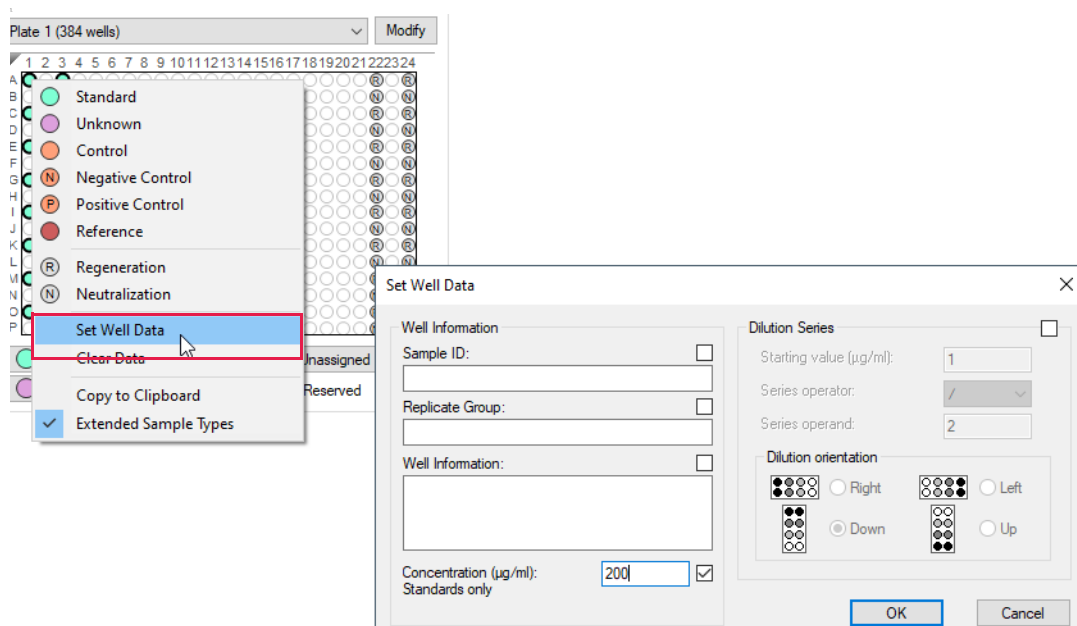 Plate 1 (384 wells)
Modify
1 2 3 4 5 6 7 8 9 10 11 12 13 14 15 16 17 18 19 20 21 22 23 24
A R R
B N N
C R R
D N N
E R R
F N N
G R R
H N N
I R R
J N N
K R R
L N N
M
N
O
P
Standard
Unknown
Control
N Negative Control
P Positive Control
Reference
R Regeneration
N Neutralization
Set Well Data
Clear Data
Copy to Clipboard
Extended Sample Types
Unassigned
Reserved
Set Well Data
Well Information
Sample ID:
Replicate Group:
Well Information:
Concentration (µg/ml): 200
Standards only
Dilution Series
Starting value (µg/ml): 1
Series operator: /
Series operand: 2
Dilution orientation
Right
Left
Down
Up
OK
Cancel